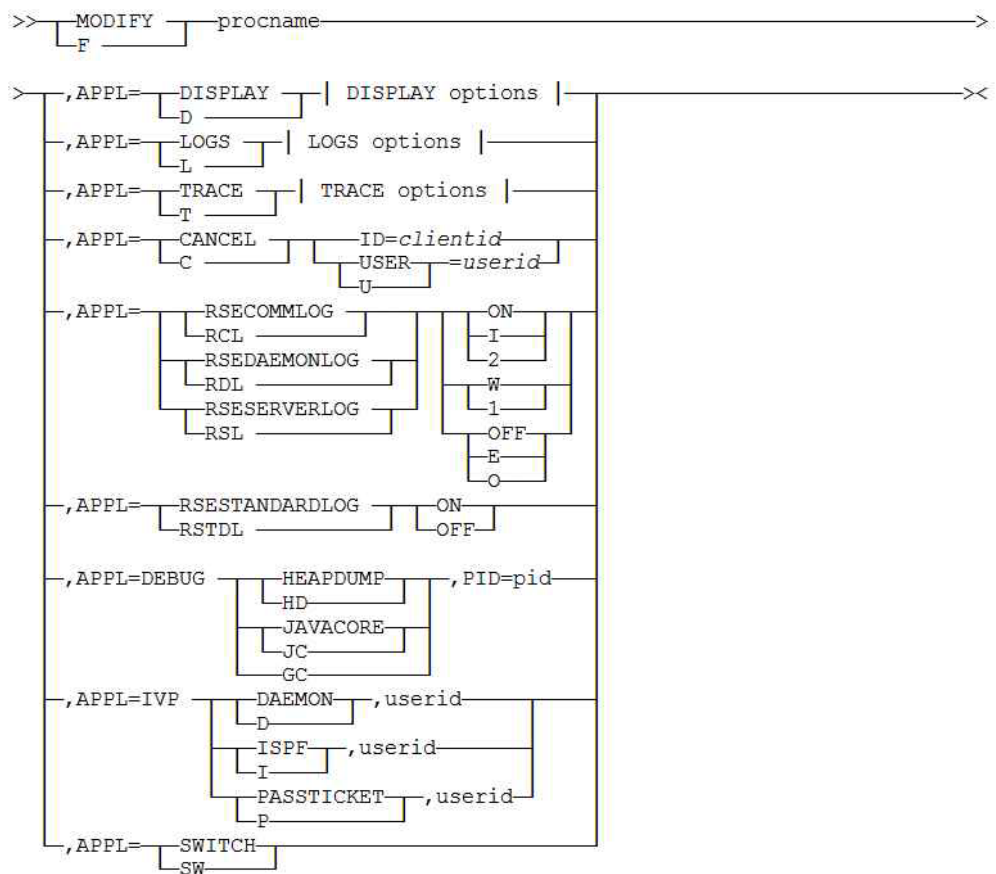 >> MODIFY procname >
F
> ,APPL= DISPLAY | DISPLAY options | ><
D
,APPL= LOGS | LOGS options |
L
,APPL= TRACE | TRACE options |
T
,APPL= CANCEL ID=clientid
C USER =userid
U
,APPL= RSECOMMLOG ON
RCL I
RSEDAEMONLOG 2
RDL W
RSESERVERLOG 1
RSL OFF
E
O
,APPL= RSESTANDARDLOG ON
RSTDL OFF
,APPL=DEBUG HEAPDUMP ,PID=pid
HD
JAVACORE
JC
GC
,APPL=IVP DAEMON ,userid
D
ISPF ,userid
I
PASSTICKET ,userid
P
,APPL= SWITCH
SW